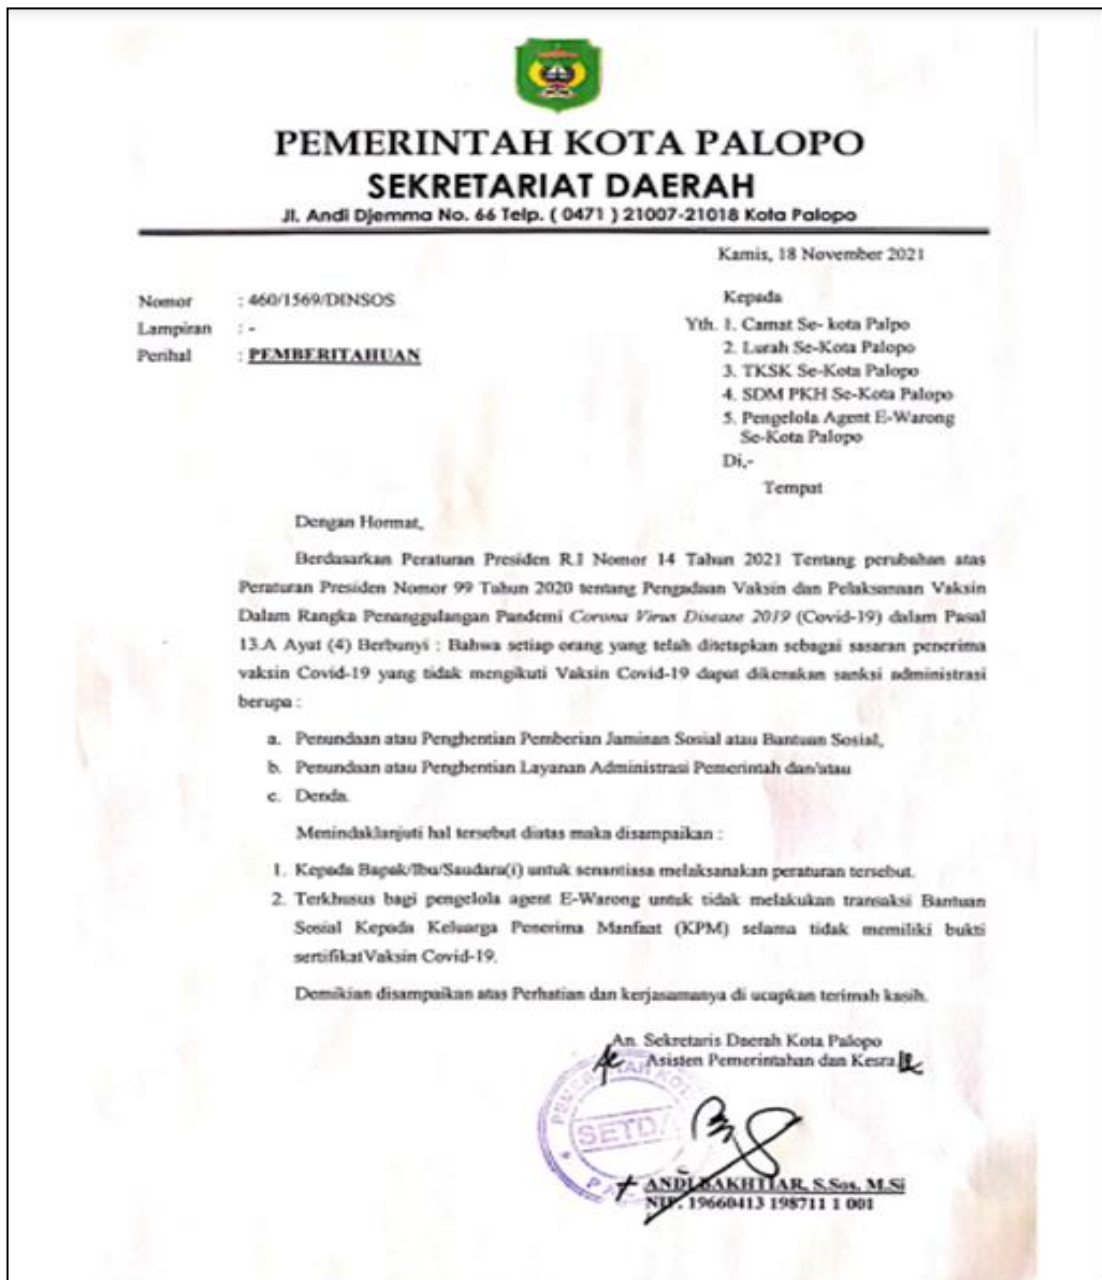 PEMERINTAH KOTA PALOPO
SEKRETARIAT DAERAH
Jl. Andi Djemma No. 66 Telp. ( 0471 ) 21007-21018 Kota Palopo
Kamis, 18 November 2021
Nomor : 460/1569/DINSOS
Lampiran : -
Perihal : PEMBERITAHUAN
Kepada
Yth. 1. Camat Se- kota Palpo
2. Lurah Se-Kota Palopo
3. TKSK Se-Kota Palopo
4. SDM PKH Se-Kota Palopo
5. Pengelola Agent E-Warong
Se-Kota Palopo
Di,-
Tempat
Dengan Hormat,
Berdasarkan Peraturan Presiden R.I Nomor 14 Tahun 2021 Tentang perubahan atas
Peraturan Presiden Nomor 99 Tahun 2020 tentang Pengadaan Vaksin dan Pelaksanaan Vaksin
Dalam Rangka Penanggulangan Pandemi Corona Virus Disease 2019 (Covid-19) dalam Pasal
13.A Ayat (4) Berbunyi : Bahwa setiap orang yang telah ditetapkan sebagai sasaran penerima
vaksin Covid-19 yang tidak mengikuti Vaksin Covid-19 dapat dikenakan sanksi administrasi
berupa :
a. Penundaan atau Penghentian Pemberian Jaminan Sosial atau Bantuan Sosial,
b. Penundaan atau Penghentian Layanan Administrasi Pemerintah dan/atau
c. Denda.
Menindaklanjuti hal tersebut diatas maka disampaikan :
1. Kepada Bapak/Ibu/Saudara(i) untuk senantiasa melaksanakan peraturan tersebut.
2. Terkhusus bagi pengelola agent E-Warong untuk tidak melakukan transaksi Bantuan
Sosial Kepada Keluarga Penerima Manfaat (KPM) selama tidak memiliki bukti
sertifikatVaksin Covid-19.
Demikian disampaikan atas Perhatian dan kerjasamanya di ucapkan terimah kasih.
An. Sekretaris Daerah Kota Palopo
Asisten Pemerintahan dan Kesra
SETDA
ANDI BAKHTIAR, S.Sos, M.Si
NIP. 19660413 198711 1 001